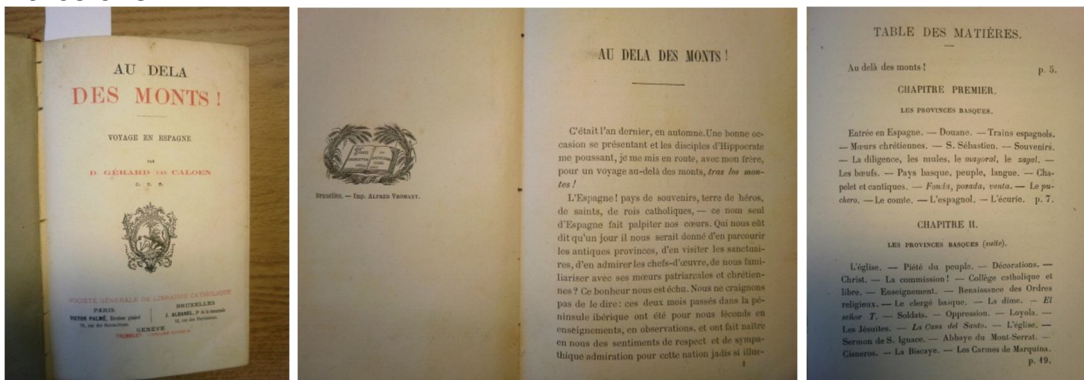 AU DELA
DES MONTS !
VOYAGE EN ESPAGNE
PAR
D. GÉRARD VAN CALOEN
O. S. B.
SOCIÉTÉ GÉNÉRALE DE LIBRAIRIE CATHOLIQUE
PARIS
VICTOR PALMÉ, Directeur général
76, rue des Saints-Pères
BRUXELLES
J. ALBANEL
GENÈVE
Bruxelles. — Imp. ALFRED VROMANT.
AU DELA DES MONTS !
C'était l'an dernier, en automne. Une bonne oc-
casion se présentant et les disciples d'Hippocrate
me poussant, je me mis en route, avec mon frère,
pour un voyage au-delà des monts, tras los mon-
tes !
L'Espagne ! pays de souvenirs, terre de héros,
de saints, de rois catholiques, — ce nom seul
d'Espagne fait palpiter nos cœurs. Qui nous eût
dit qu'un jour il nous serait donné d'en parcourir
les antiques provinces, d'en visiter les sanctuai-
res, d'en admirer les chefs-d'œuvre, de nous fami-
liariser avec ses mœurs patriarcales et chrétien-
nes ? Ce bonheur nous est échu. Nous ne craignons
pas de le dire : ces deux mois passés dans la pé-
ninsule ibérique ont été pour nous féconds en
enseignements, en observations, et ont fait naître
en nous des sentiments de respect et de sympa-
thique admiration pour cette nation jadis si illus-
1
TABLE DES MATIÈRES.
Au delà des monts ! p. 5.
CHAPITRE PREMIER.
LES PROVINCES BASQUES.
Entrée en Espagne. — Douane. — Trains espagnols.
— Mœurs chrétiennes. — S. Sébastien. — Souvenirs.
— La diligence, les mules, le mayoral, le zagal. —
Les bœufs. — Pays basque, peuple, langue. — Cha-
pelet et cantiques. — Fonda, posada, venta. — Le pu-
chero. — Le comte. — L'espagnol. — L'écurie. p. 7.
CHAPITRE II.
LES PROVINCES BASQUES (suite).
L'église. — Piété du peuple. — Décorations. —
Christ. — La commission ! — Collège catholique et
libre. — Enseignement. — Renaissance des Ordres
religieux. — Le clergé basque. — La dîme. — El
señor T. — Soldats. — Oppression. — Loyola. —
Les Jésuites. — La Casa del Santo. — L'église. —
Sermon de S. Ignace. — Abbaye du Mont-Serrat. —
Cisneros. — La Biscaye. — Les Carmes de Marquina.
p. 19.